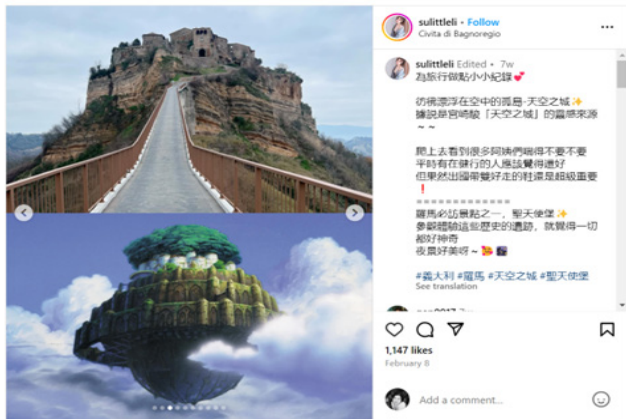 sulittleli • Follow
Civita di Bagnoregio
sulittleli Edited • 7w
為旅行做點小小紀錄💕
彷彿漂浮在空中的孤島-天空之城✨
據說是宮崎駿「天空之城」的靈感來源
~ ~
爬上去看到很多阿姨們喘得不要不要
平時有在健行的人應該覺得還好
但果然出國帶雙好走的鞋還是超級重要
❗
=============
羅馬必訪景點之一，聖天使堡✨
參觀體驗這些歷史的遺跡，就覺得一切
都好神奇
夜景好美呀~
#義大利 #羅馬 #天空之城 #聖天使堡
See translation
1,147 likes
February 8
Add a comment...